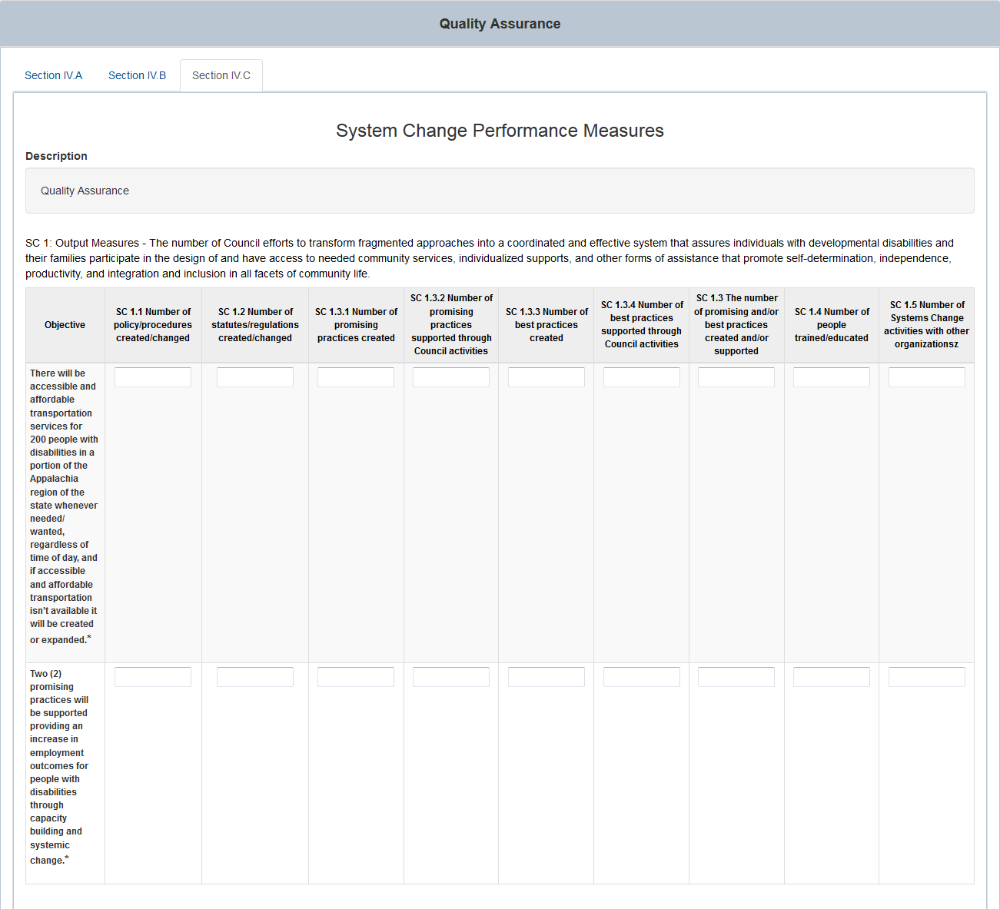 Quality Assurance
Section IV.A
Section IV.B
Section IV.C
System Change Performance Measures
Description
Quality Assurance
SC 1: Output Measures - The number of Council efforts to transform fragmented approaches into a coordinated and effective system that assures individuals with developmental disabilities and
their families participate in the design of and have access to needed community services, individualized supports, and other forms of assistance that promote self-determination, independence,
productivity, and integration and inclusion in all facets of community life.
Objective
SC 1.1 Number of
policy/procedures
created/changed
SC 1.2 Number of
statutes/regulations
created/changed
SC 1.3.1 Number of
promising
practices created
SC 1.3.2 Number of
promising
practices
supported through
Council activities
SC 1.3.3 Number of
best practices
created
SC 1.3.4 Number of
best practices
supported through
Council activities
SC 1.3 The number
of promising and/or
best practices
created and/or
supported
SC 1.4 Number of
people
trained/educated
SC 1.5 Number of
Systems Change
activities with other
organizationsz
There will be
accessible and
affordable
transportation
services for
200 people with
disabilities in a
portion of the
Appalachia
region of the
state whenever
needed/
wanted,
regardless of
time of day, and
if accessible
and affordable
transportation
isn't available it
will be created
or expanded.*
Two (2)
promising
practices will
be supported
providing an
increase in
employment
outcomes for
people with
disabilities
through
capacity
building and
systemic
change.*